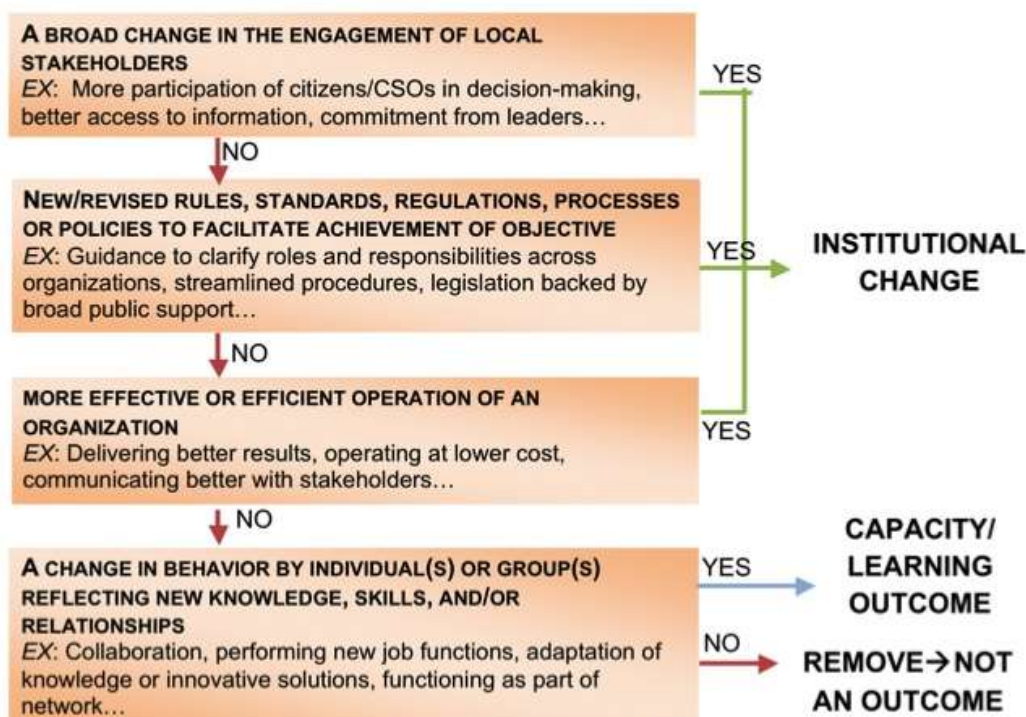 A BROAD CHANGE IN THE ENGAGEMENT OF LOCAL
STAKEHOLDERS
EX: More participation of citizens/CSOs in decision-making,
better access to information, commitment from leaders…
YES
NO
NEW/REVISED RULES, STANDARDS, REGULATIONS, PROCESSES
OR POLICIES TO FACILITATE ACHIEVEMENT OF OBJECTIVE
EX: Guidance to clarify roles and responsibilities across
organizations, streamlined procedures, legislation backed by
broad public support…
YES
INSTITUTIONAL
CHANGE
NO
MORE EFFECTIVE OR EFFICIENT OPERATION OF AN
ORGANIZATION
EX: Delivering better results, operating at lower cost,
communicating better with stakeholders…
YES
NO
A CHANGE IN BEHAVIOR BY INDIVIDUAL(S) OR GROUP(S)
REFLECTING NEW KNOWLEDGE, SKILLS, AND/OR
RELATIONSHIPS
EX: Collaboration, performing new job functions, adaptation of
knowledge or innovative solutions, functioning as part of
network…
YES
CAPACITY/
LEARNING
OUTCOME
NO
REMOVE→NOT
AN OUTCOME